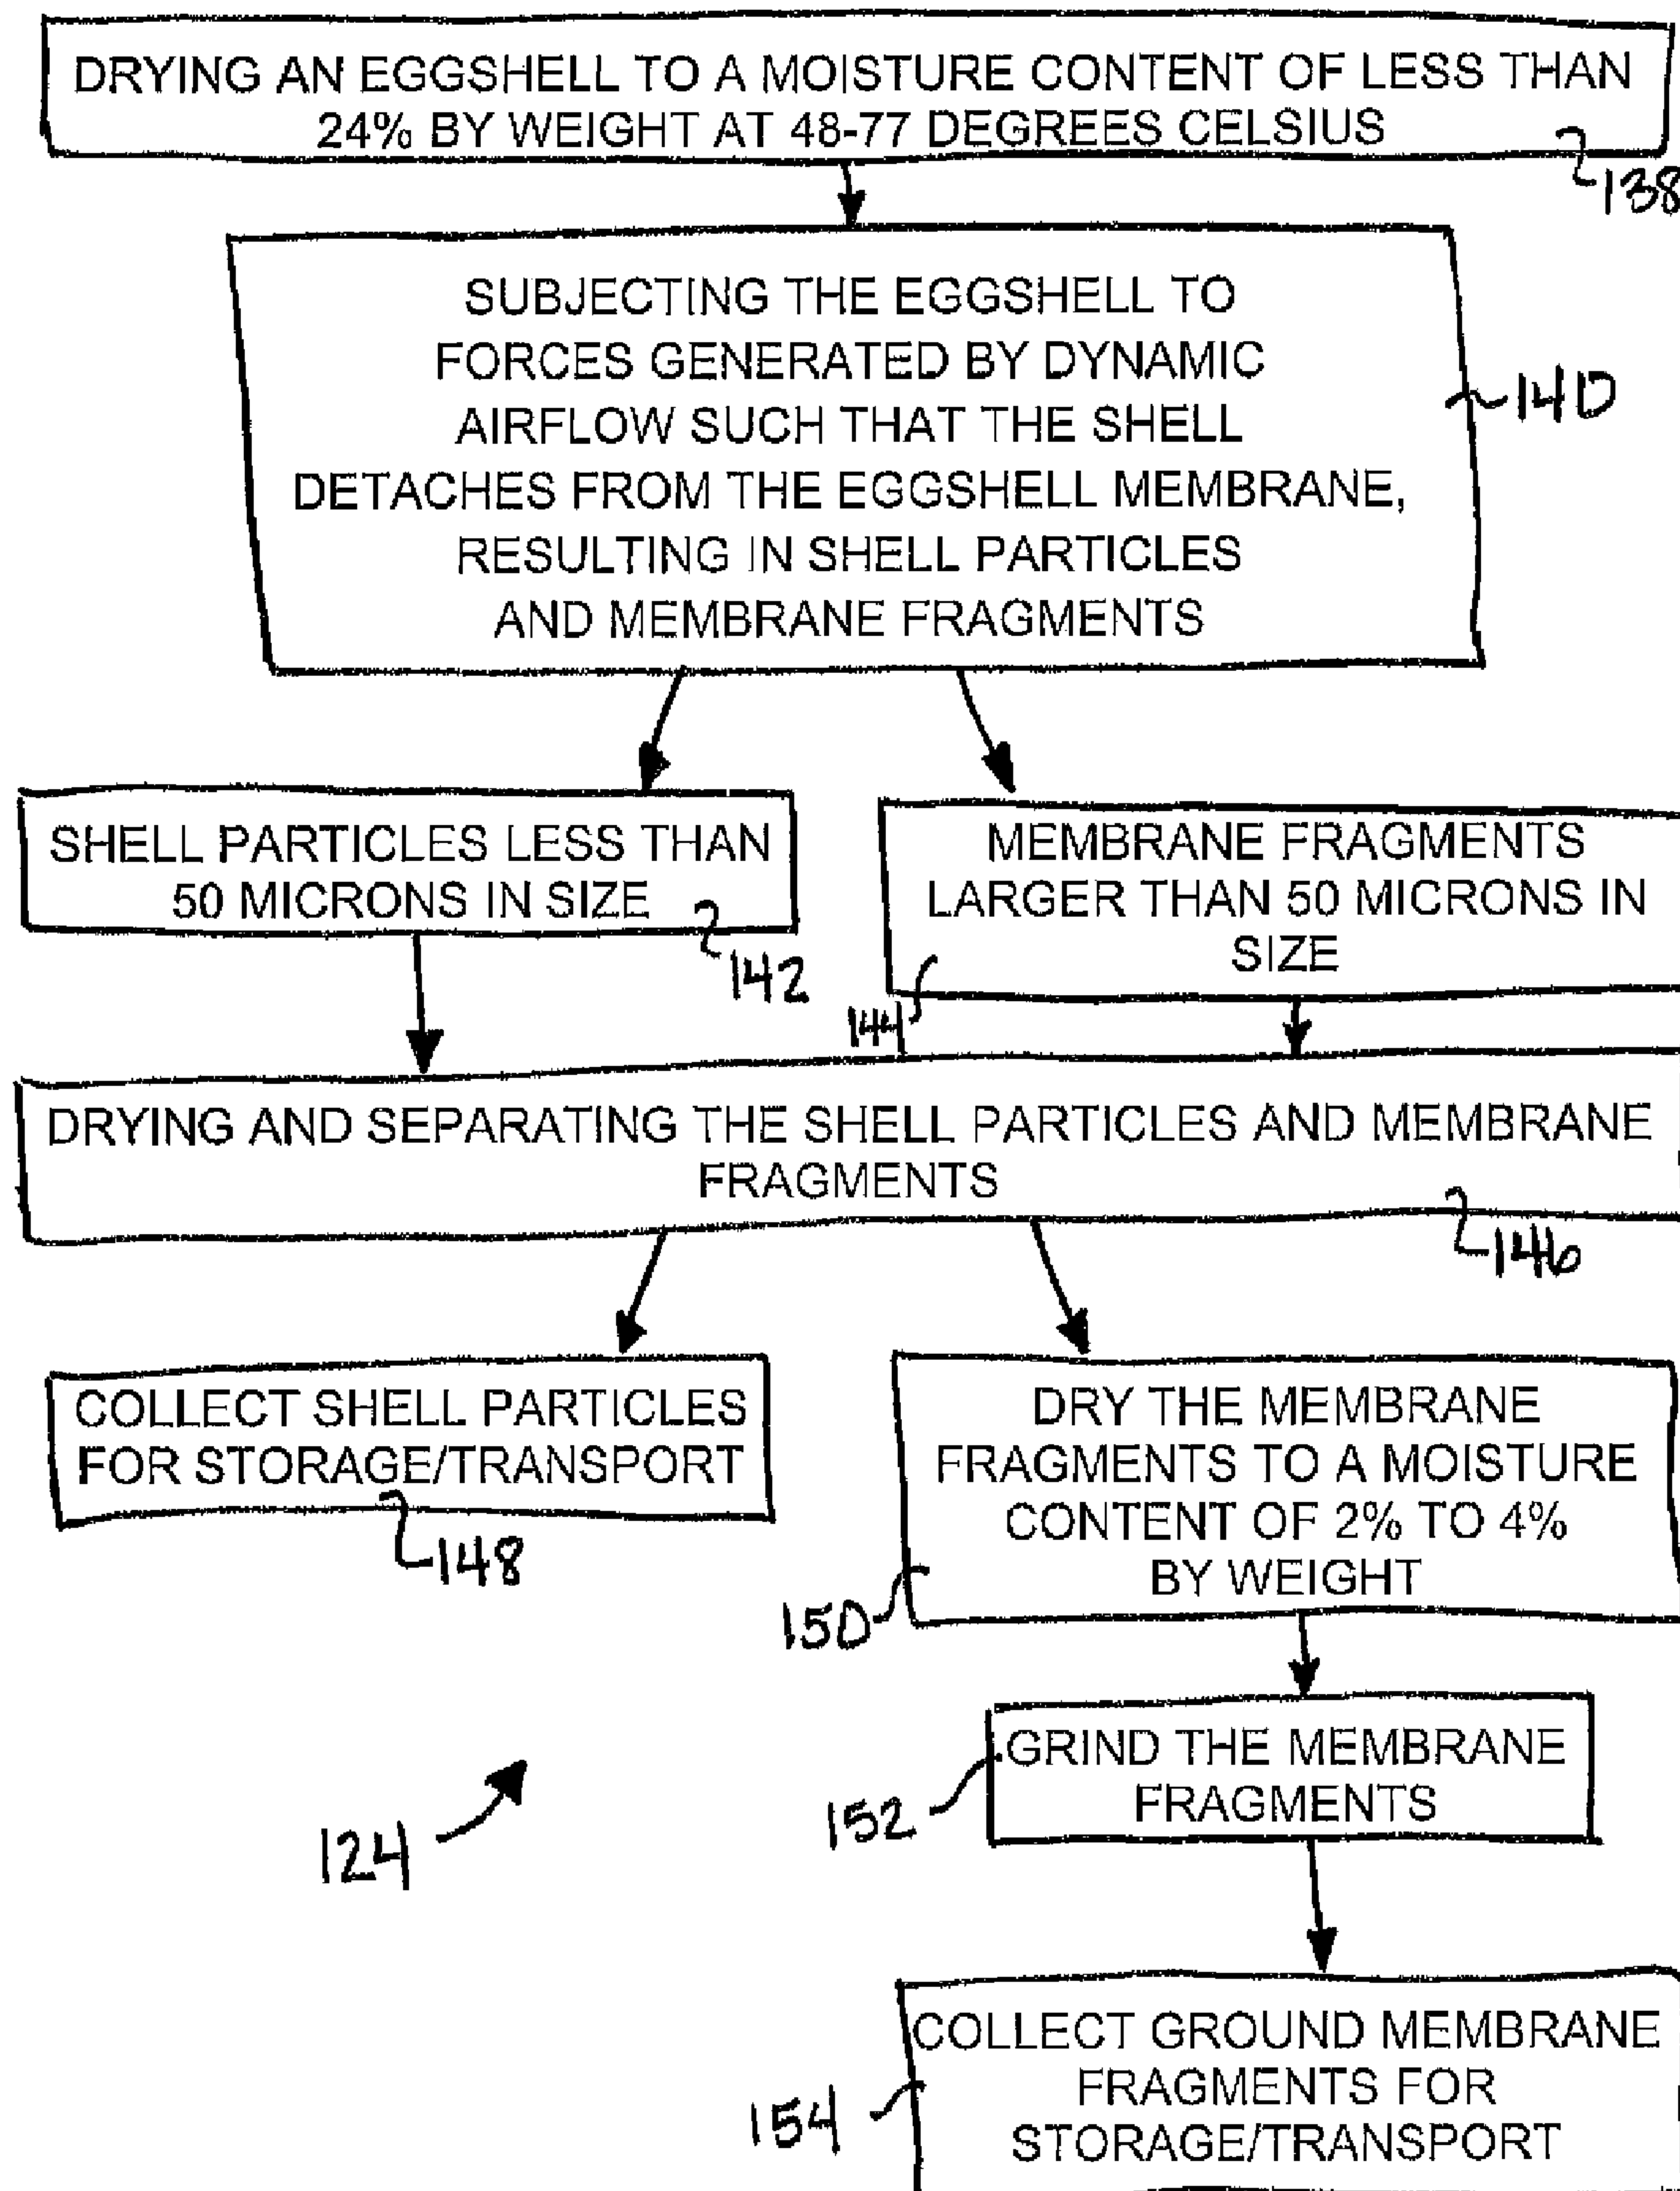 DRYING AN EGGSHELL TO A MOISTURE CONTENT OF LESS THAN
24% BY WEIGHT AT 48-77 DEGREES CELSIUS
138
SUBJECTING THE EGGSHELL TO
FORCES GENERATED BY DYNAMIC
AIRFLOW SUCH THAT THE SHELL
DETACHES FROM THE EGGSHELL MEMBRANE,
RESULTING IN SHELL PARTICLES
AND MEMBRANE FRAGMENTS
140
SHELL PARTICLES LESS THAN
50 MICRONS IN SIZE
142
MEMBRANE FRAGMENTS
LARGER THAN 50 MICRONS IN
SIZE
144
DRYING AND SEPARATING THE SHELL PARTICLES AND MEMBRANE
FRAGMENTS
146
COLLECT SHELL PARTICLES
FOR STORAGE/TRANSPORT
148
DRY THE MEMBRANE
FRAGMENTS TO A MOISTURE
CONTENT OF 2% TO 4%
BY WEIGHT
150
GRIND THE MEMBRANE
FRAGMENTS
152
124
COLLECT GROUND MEMBRANE
FRAGMENTS FOR
STORAGE/TRANSPORT
154